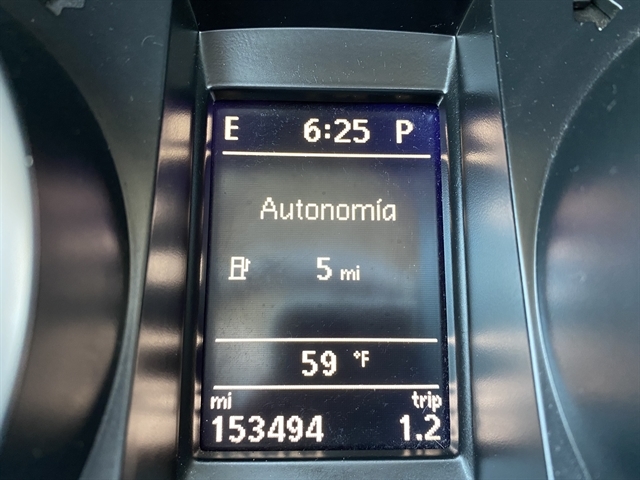 E 6:25 P
Autonomía
5 mi
59 °F
mi trip
153494 1.2